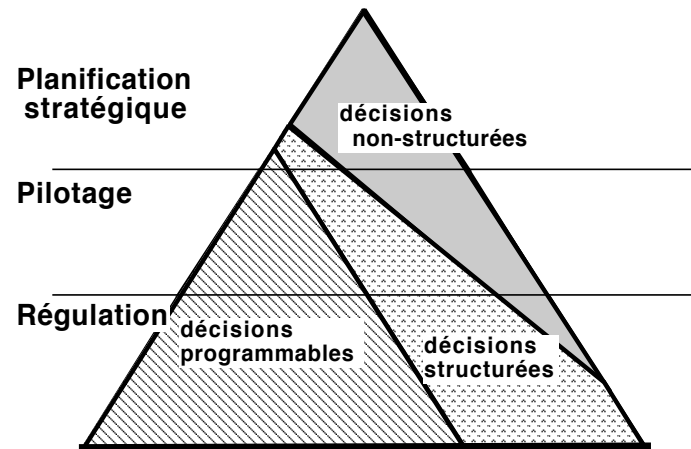 Planification
stratégique
décisions
non-structurées
Pilotage
Régulation
décisions
programmables
décisions
structurées